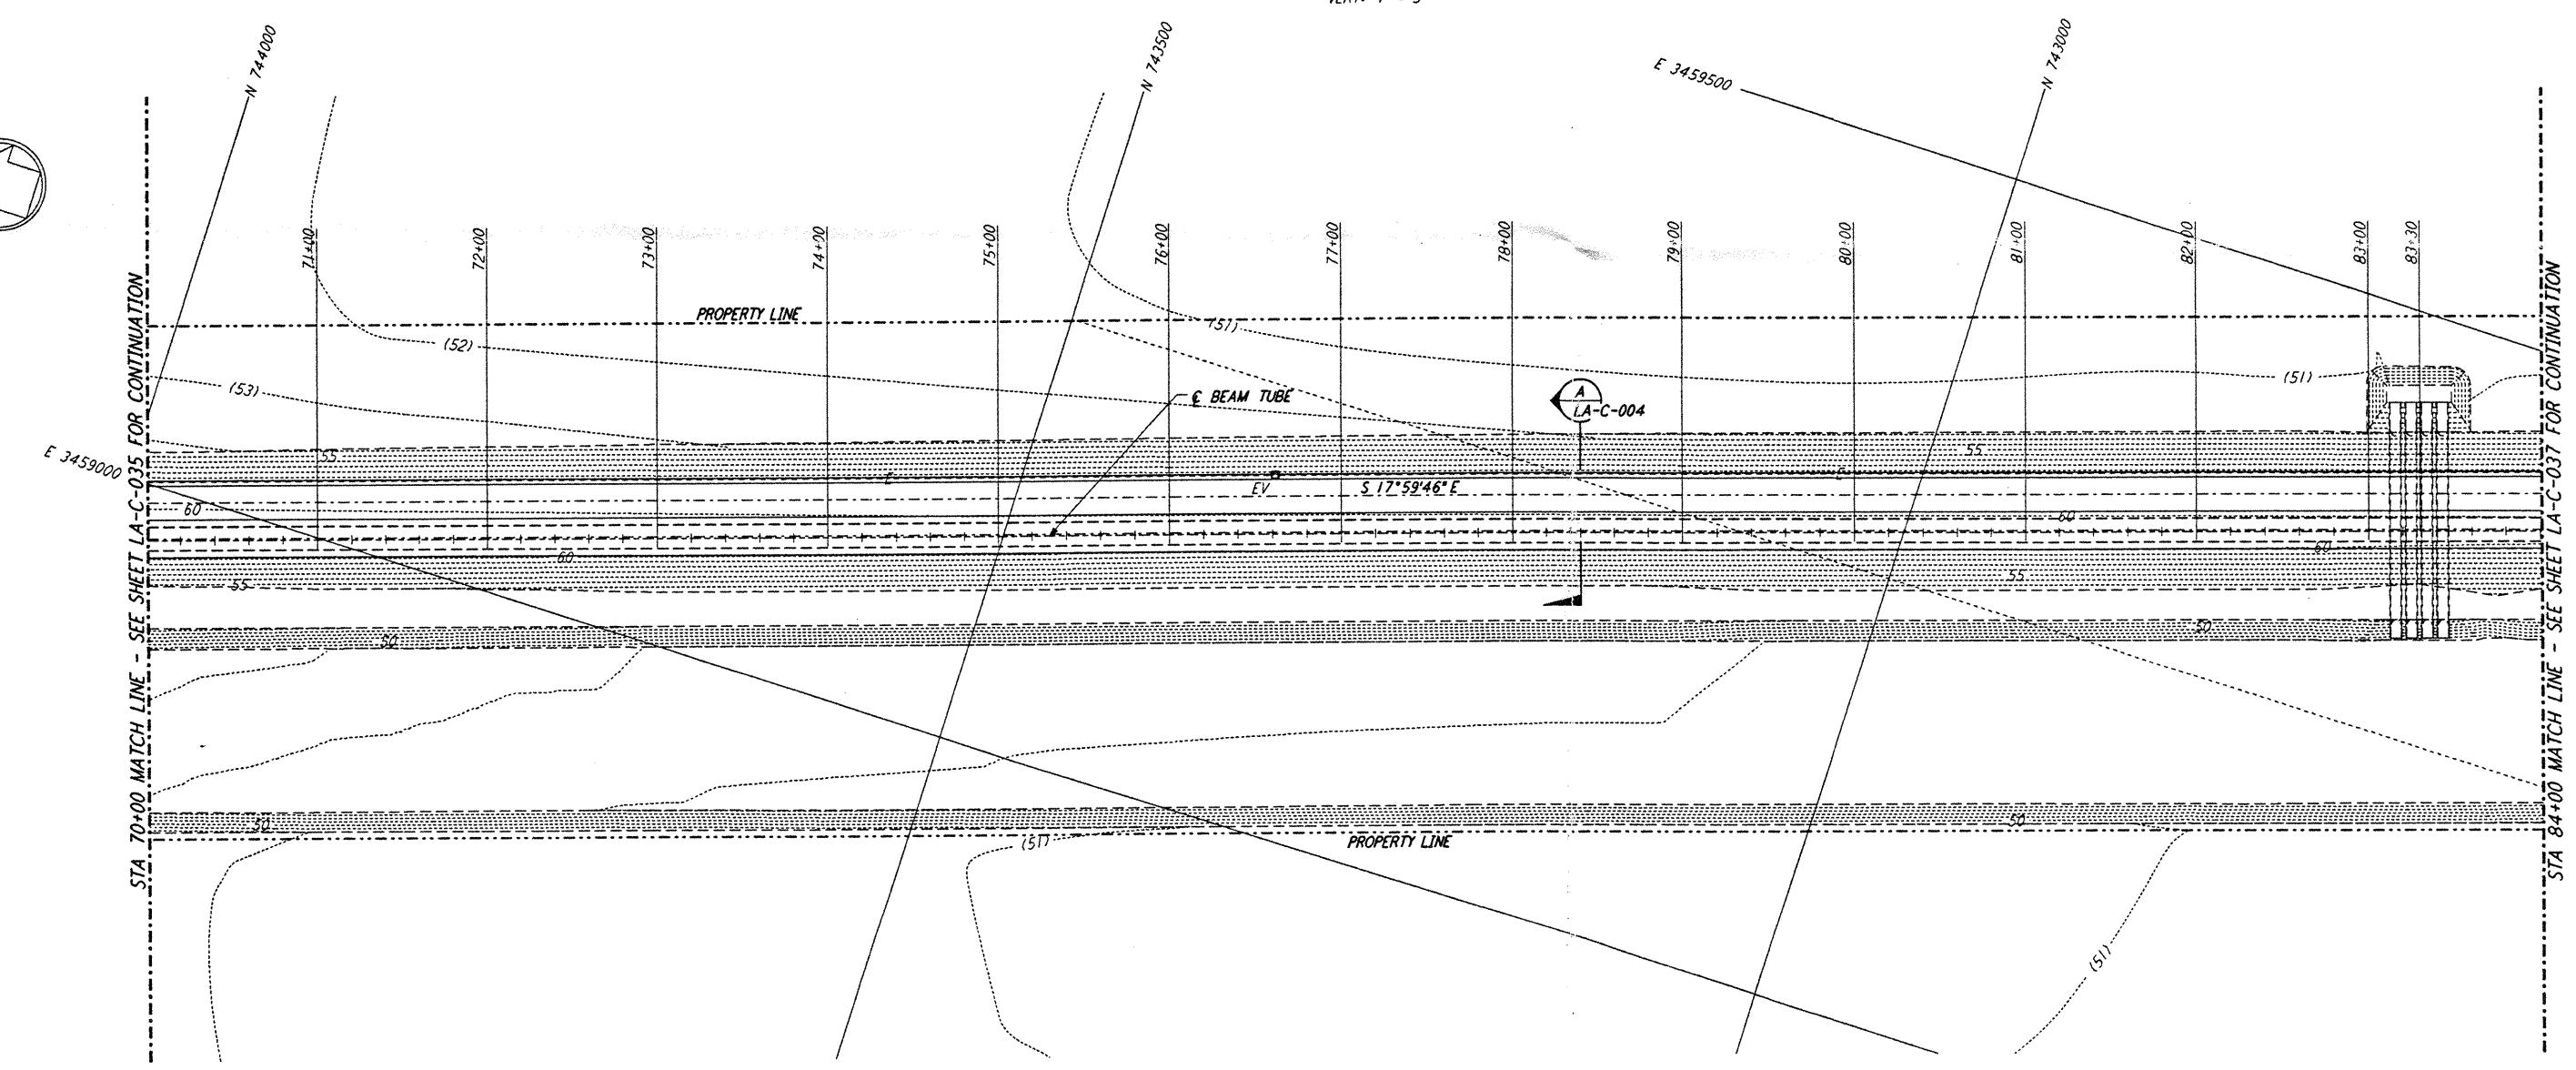 N 744000
N 743500
E 3459500
N 743000
71+00
72+00
73+00
74+00
75+00
76+00
77+00
78+00
79+00
80+00
81+00
82+00
83+00
83+30
PROPERTY LINE
(51)
(52)
(53)
(51)
℄ BEAM TUBE
A
LA-C-004
E 3459000
55
55
E
EV
S 17°59'46" E
E
60
60
60
60
55
55
50
50
50
50
(51)
PROPERTY LINE
(51)
STA 70+00 MATCH LINE - SEE SHEET LA-C-035 FOR CONTINUATION
STA 84+00 MATCH LINE - SEE SHEET LA-C-037 FOR CONTINUATION